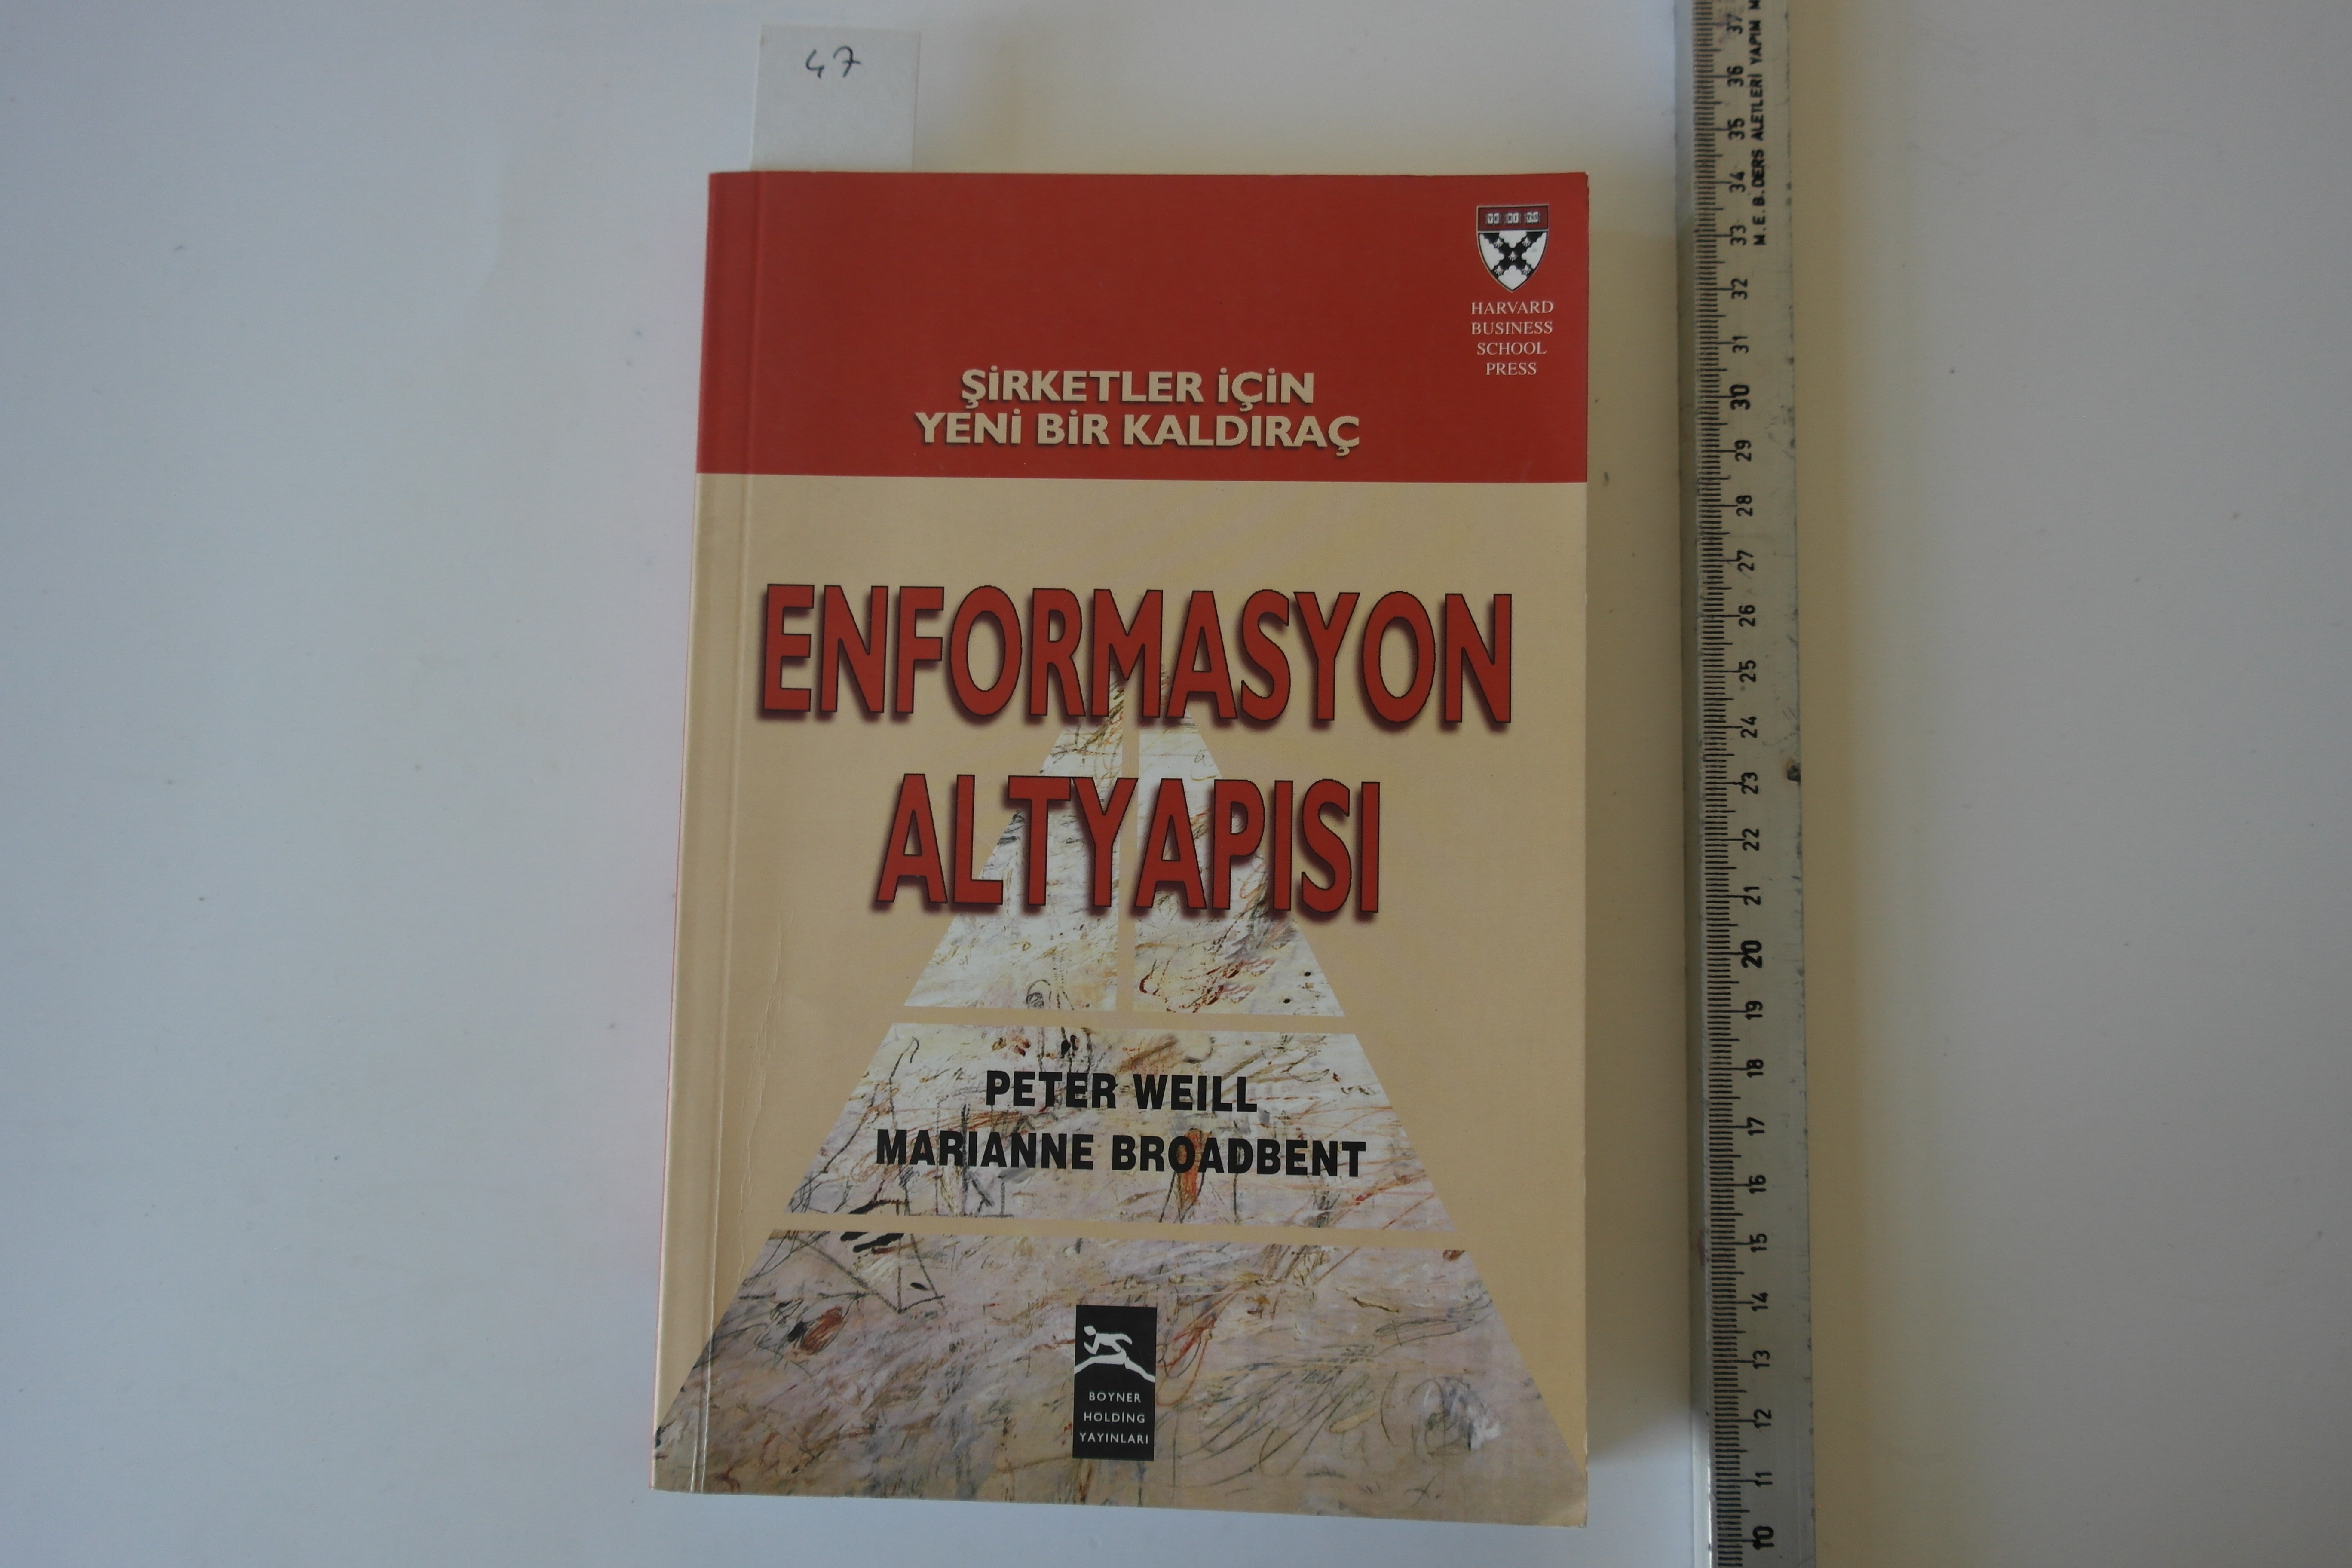 47
HARVARD
BUSINESS
SCHOOL
PRESS
ŞİRKETLER İÇİN
YENİ BİR KALDIRAÇ
ENFORMASYON
ALTYAPISI
PETER WEILL
MARIANNE BROADBENT
BOYNER
HOLDİNG
YAYINLARI
M.E.B. DERS ALETLERİ YAPIM
37
36
35
34
33
32
31
30
29
28
27
26
25
24
23
22
21
20
19
18
17
16
15
14
13
12
11
10